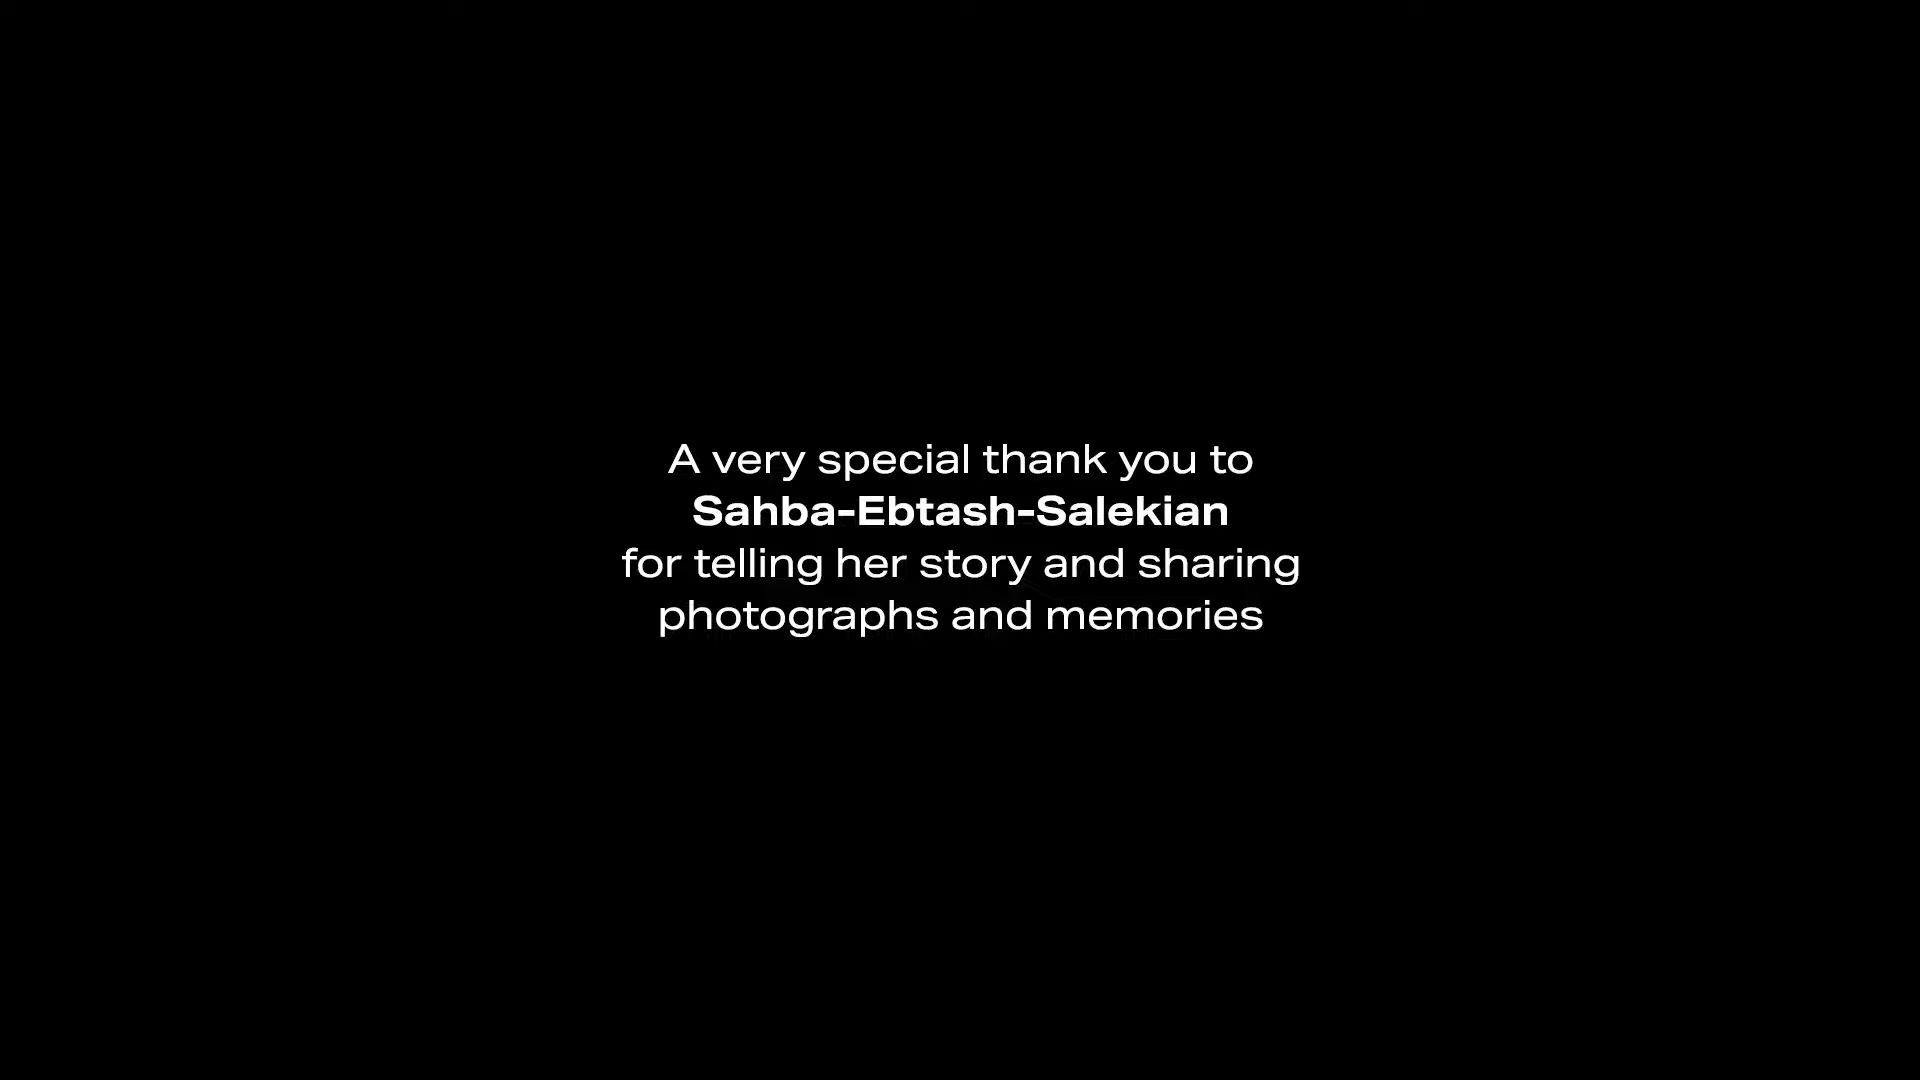 A very special thank you to
Sahba-Ebtash-Salekian
for telling her story and sharing
photographs and memories